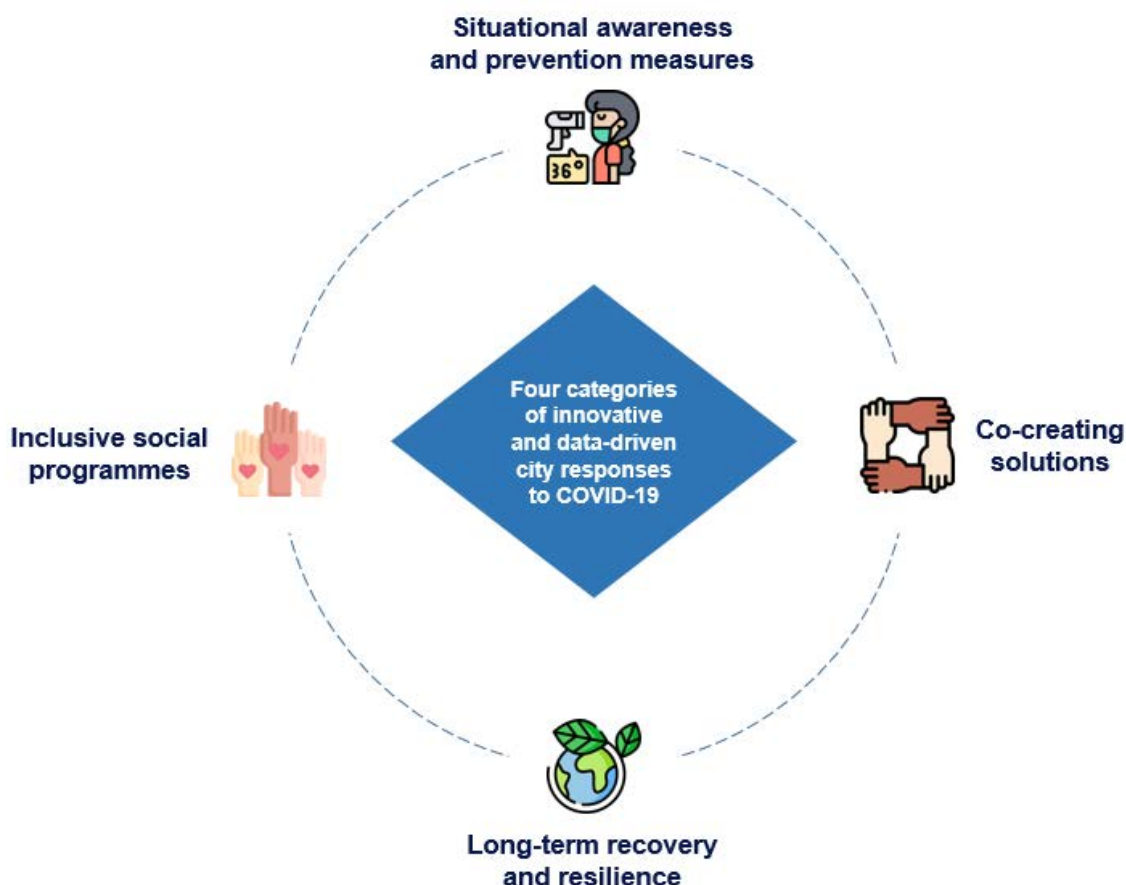 Situational awareness
and prevention measures
36°
Four categories
of innovative
and data-driven
city responses
to COVID-19
Inclusive social
programmes
Co-creating
solutions
Long-term recovery
and resilience